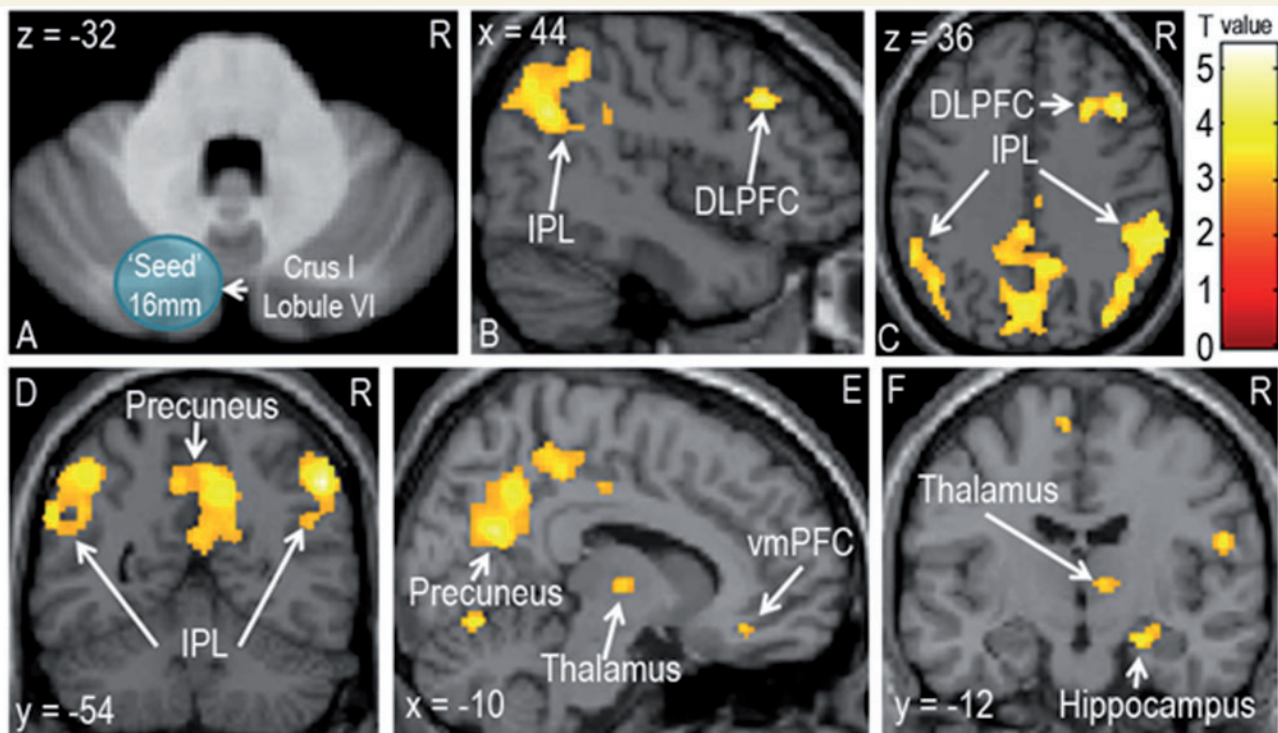 z = -32
R
'Seed'
16mm
Crus I
Lobule VI
A
x = 44
IPL
DLPFC
B
z = 36
R
DLPFC
IPL
C
T value
5
4
3
2
1
0
D
R
Precuneus
IPL
y = -54
E
vmPFC
Precuneus
Thalamus
x = -10
F
R
Thalamus
Hippocampus
y = -12